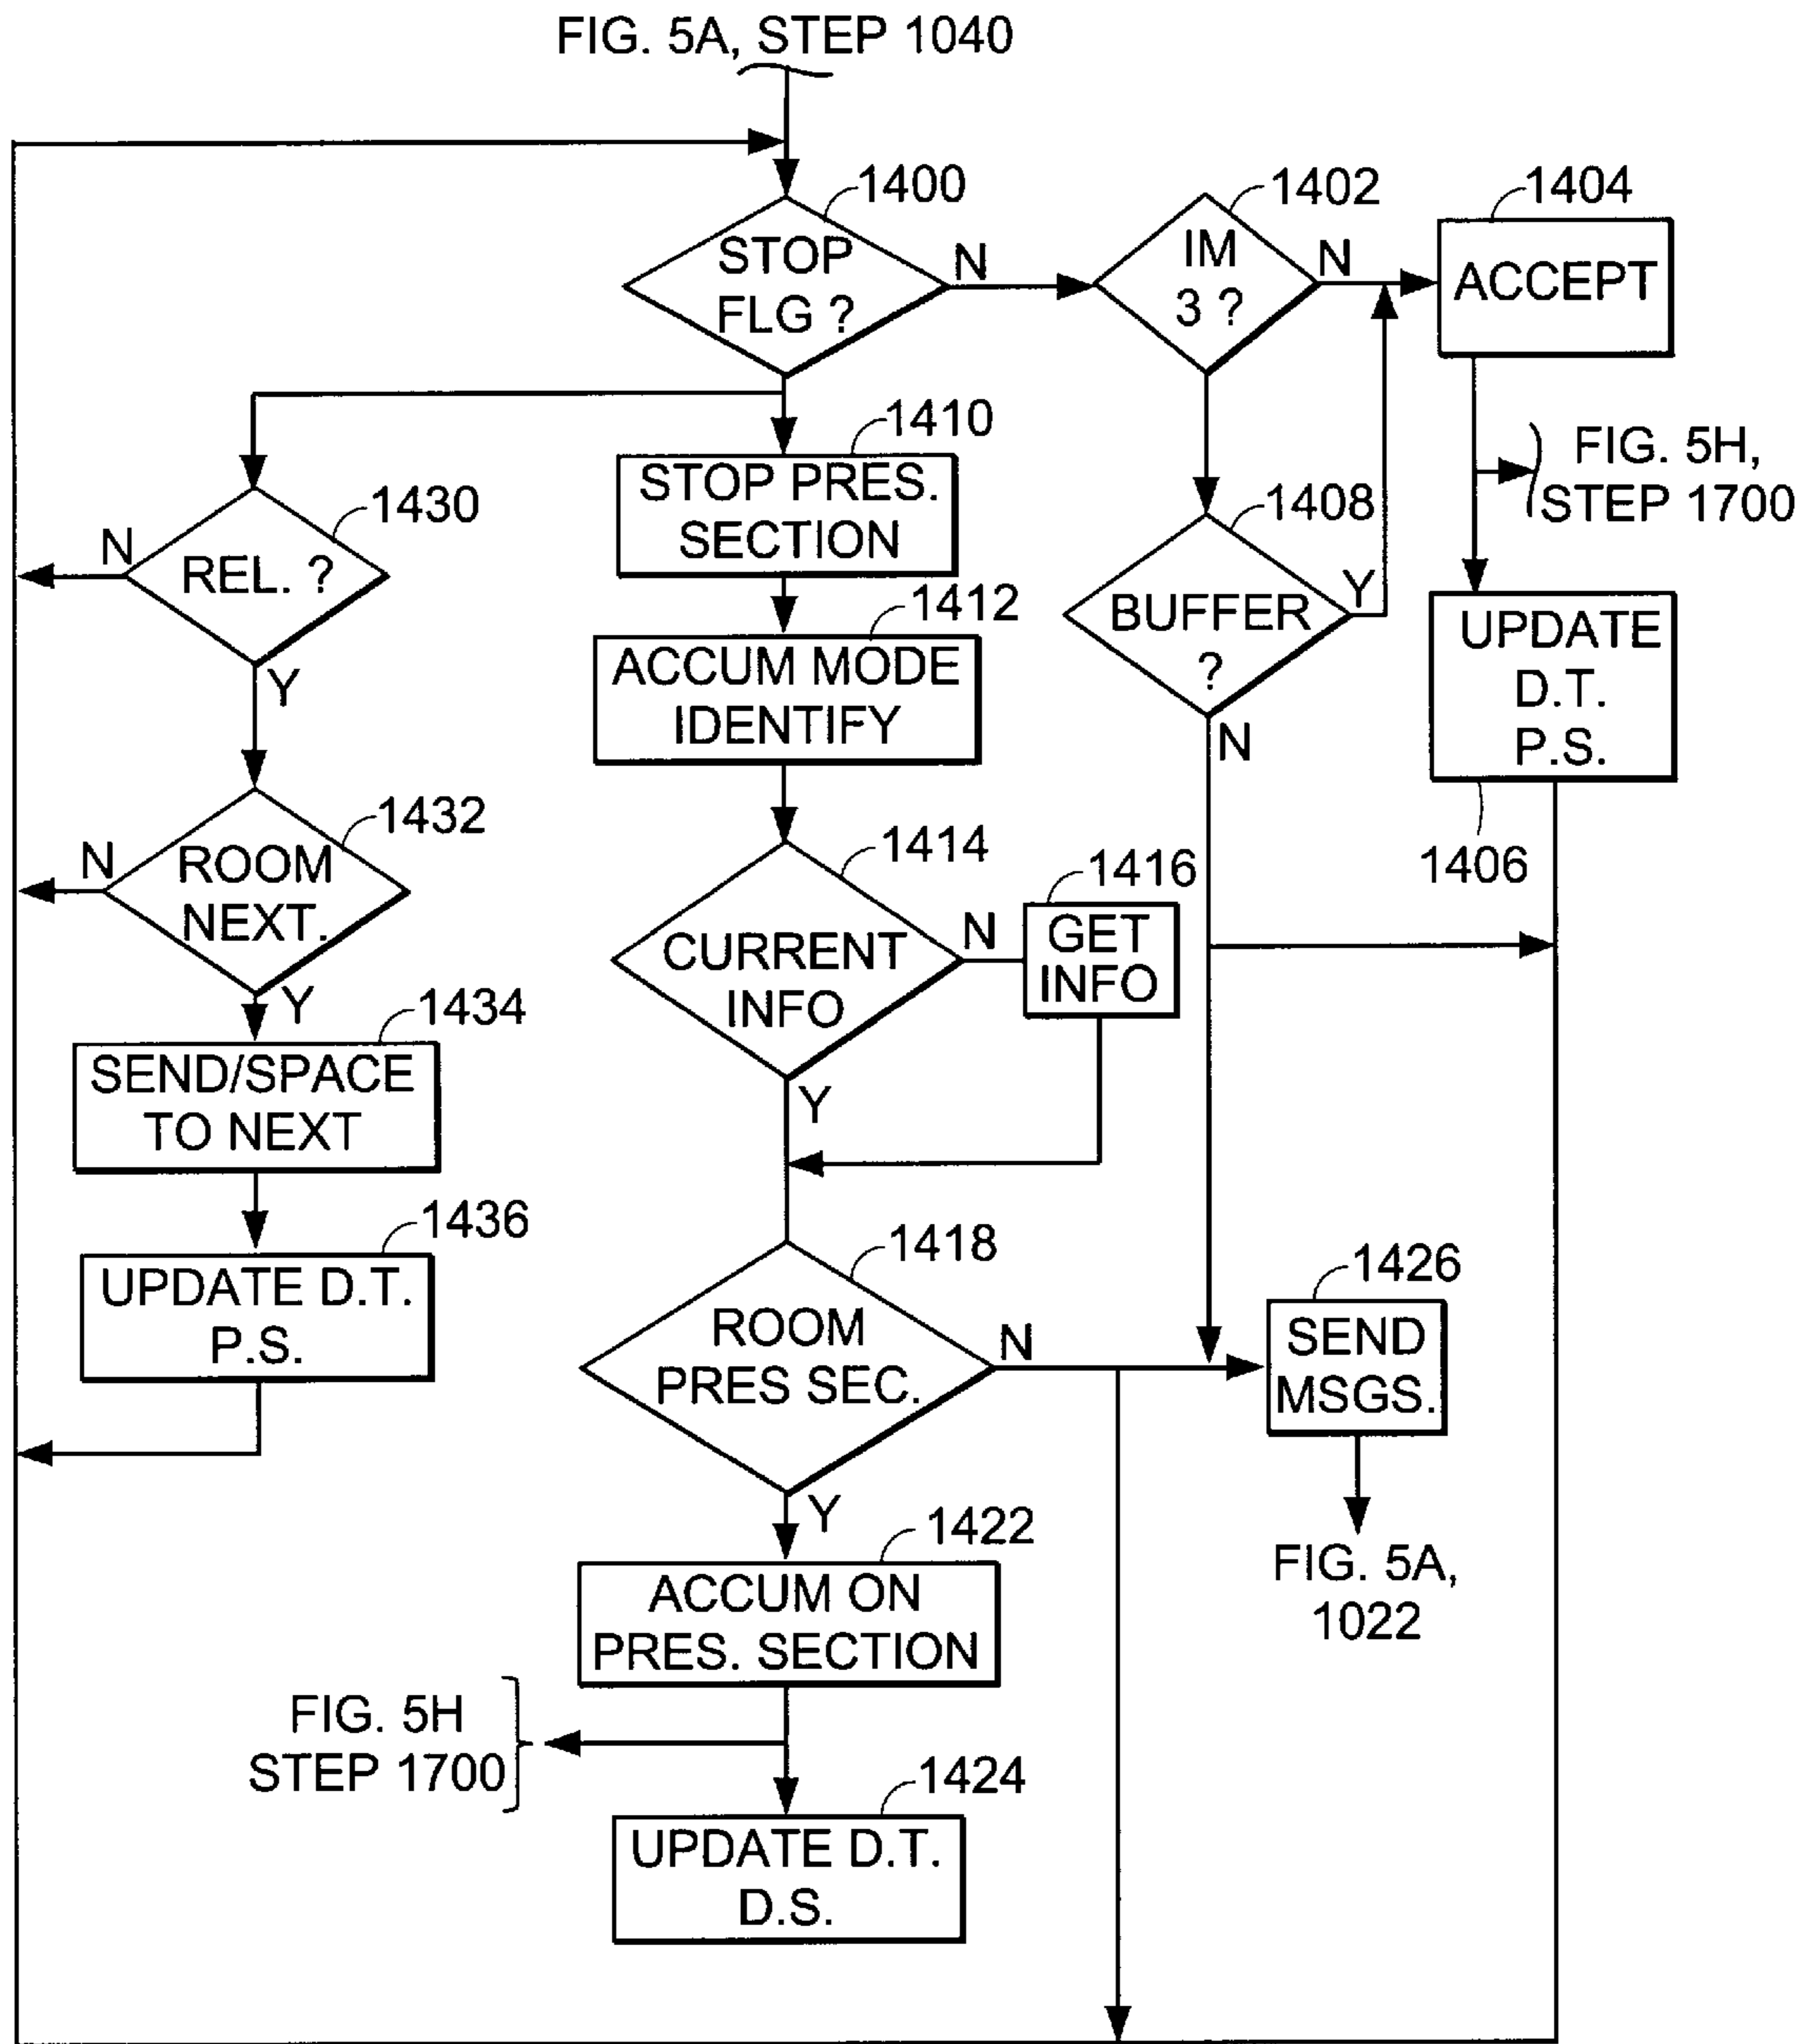 FIG. 5A, STEP 1040
1400
1402
1404
STOP
FLG ?
N
IM
3 ?
N
ACCEPT
1410
STOP PRES.
SECTION
FIG. 5H,
STEP 1700
1430
N
REL. ?
Y
1408
BUFFER
?
Y
N
1412
ACCUM MODE
IDENTIFY
UPDATE
D.T.
P.S.
1406
1432
N
ROOM
NEXT.
Y
1414
CURRENT
INFO
N
Y
1416
GET
INFO
1434
SEND/SPACE
TO NEXT
1436
UPDATE D.T.
P.S.
1418
ROOM
PRES SEC.
N
Y
1426
SEND
MSGS.
FIG. 5A,
1022
1422
ACCUM ON
PRES. SECTION
FIG. 5H
STEP 1700
1424
UPDATE D.T.
D.S.